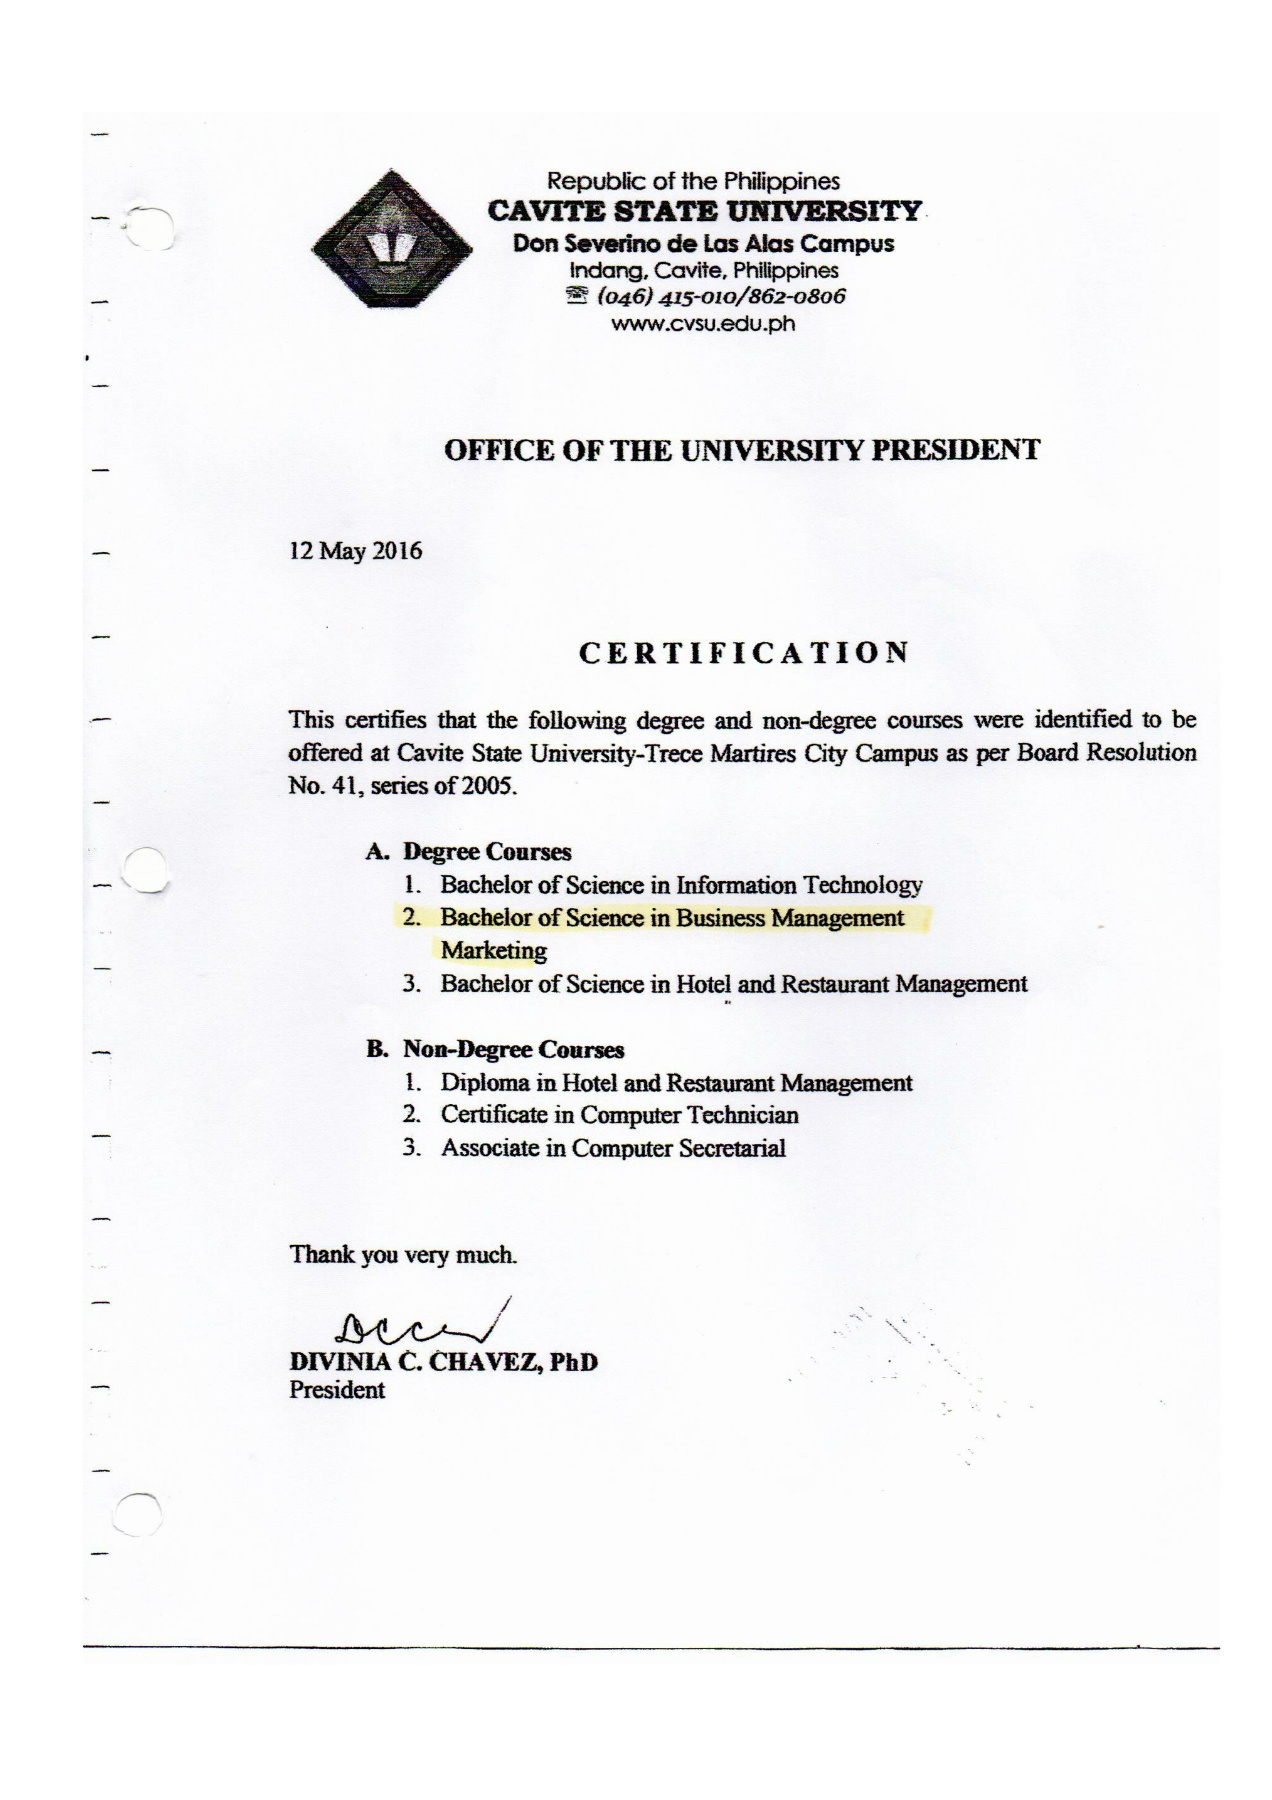 Republic of the Philippines
CAVITE STATE UNIVERSITY
Don Severino de Las Alas Campus
Indang, Cavite, Philippines
☎ (046) 415-010/862-0806
www.cvsu.edu.ph
OFFICE OF THE UNIVERSITY PRESIDENT
12 May 2016
CERTIFICATION
This certifies that the following degree and non-degree courses were identified to be
offered at Cavite State University-Trece Martires City Campus as per Board Resolution
No. 41, series of 2005.
A. Degree Courses
1. Bachelor of Science in Information Technology
2. Bachelor of Science in Business Management
Marketing
3. Bachelor of Science in Hotel and Restaurant Management
B. Non-Degree Courses
1. Diploma in Hotel and Restaurant Management
2. Certificate in Computer Technician
3. Associate in Computer Secretarial
Thank you very much.
DIVINIA C. CHAVEZ, PhD
President